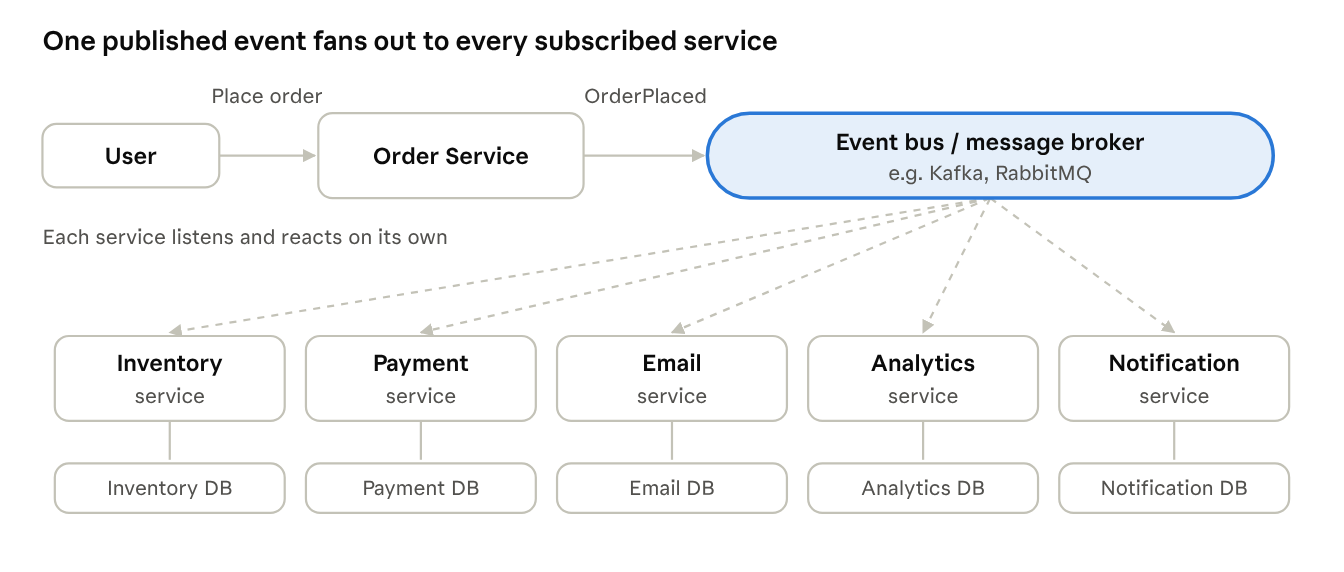 One published event fans out to every subscribed service
Place order
OrderPlaced
User
Order Service
Event bus / message broker
e.g. Kafka, RabbitMQ
Each service listens and reacts on its own
Inventory
service
Payment
service
Email
service
Analytics
service
Notification
service
Inventory DB
Payment DB
Email DB
Analytics DB
Notification DB